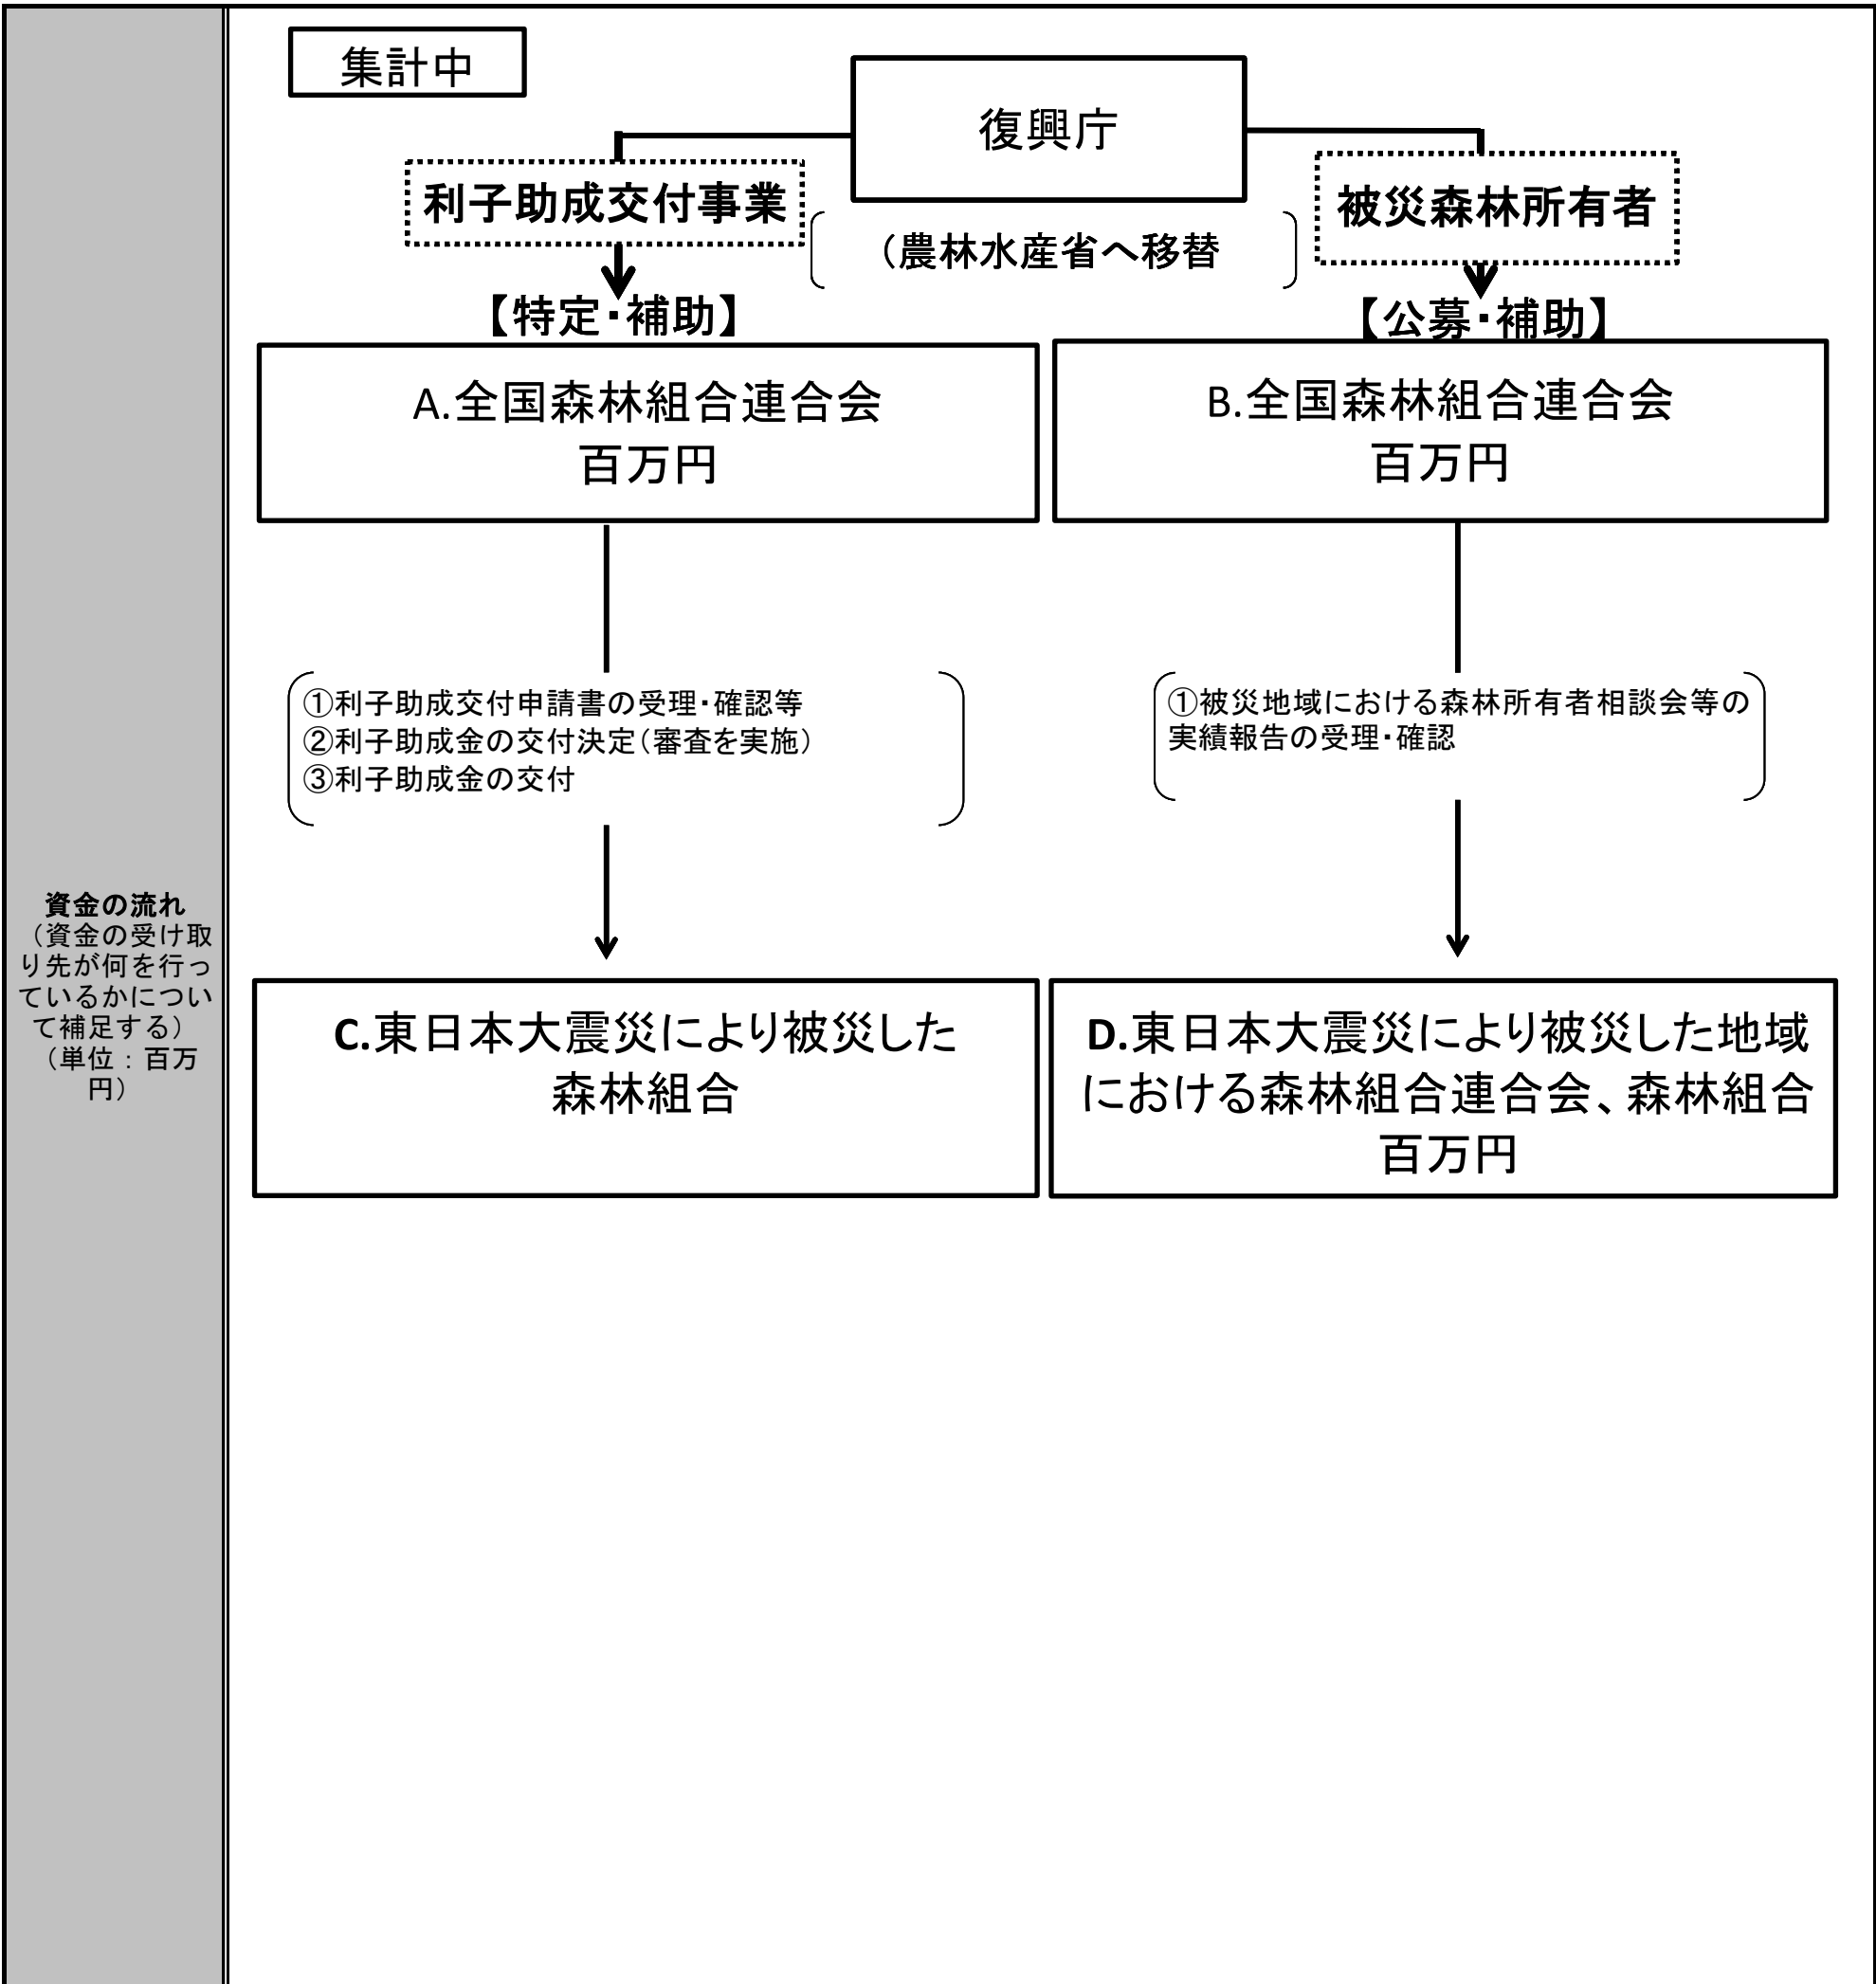 集計中
復興庁
利子助成交付事業
被災森林所有者
（農林水産省へ移替
【特定・補助】
【公募・補助】
A.全国森林組合連合会
百万円
B.全国森林組合連合会
百万円
①利子助成交付申請書の受理・確認等
②利子助成金の交付決定（審査を実施）
③利子助成金の交付
①被災地域における森林所有者相談会等の
実績報告の受理・確認
資金の流れ
（資金の受け取
り先が何を行っ
ているかについ
て補足する）
（単位：百万
円）
C.東日本大震災により被災した
森林組合
D.東日本大震災により被災した地域
における森林組合連合会、森林組合
百万円